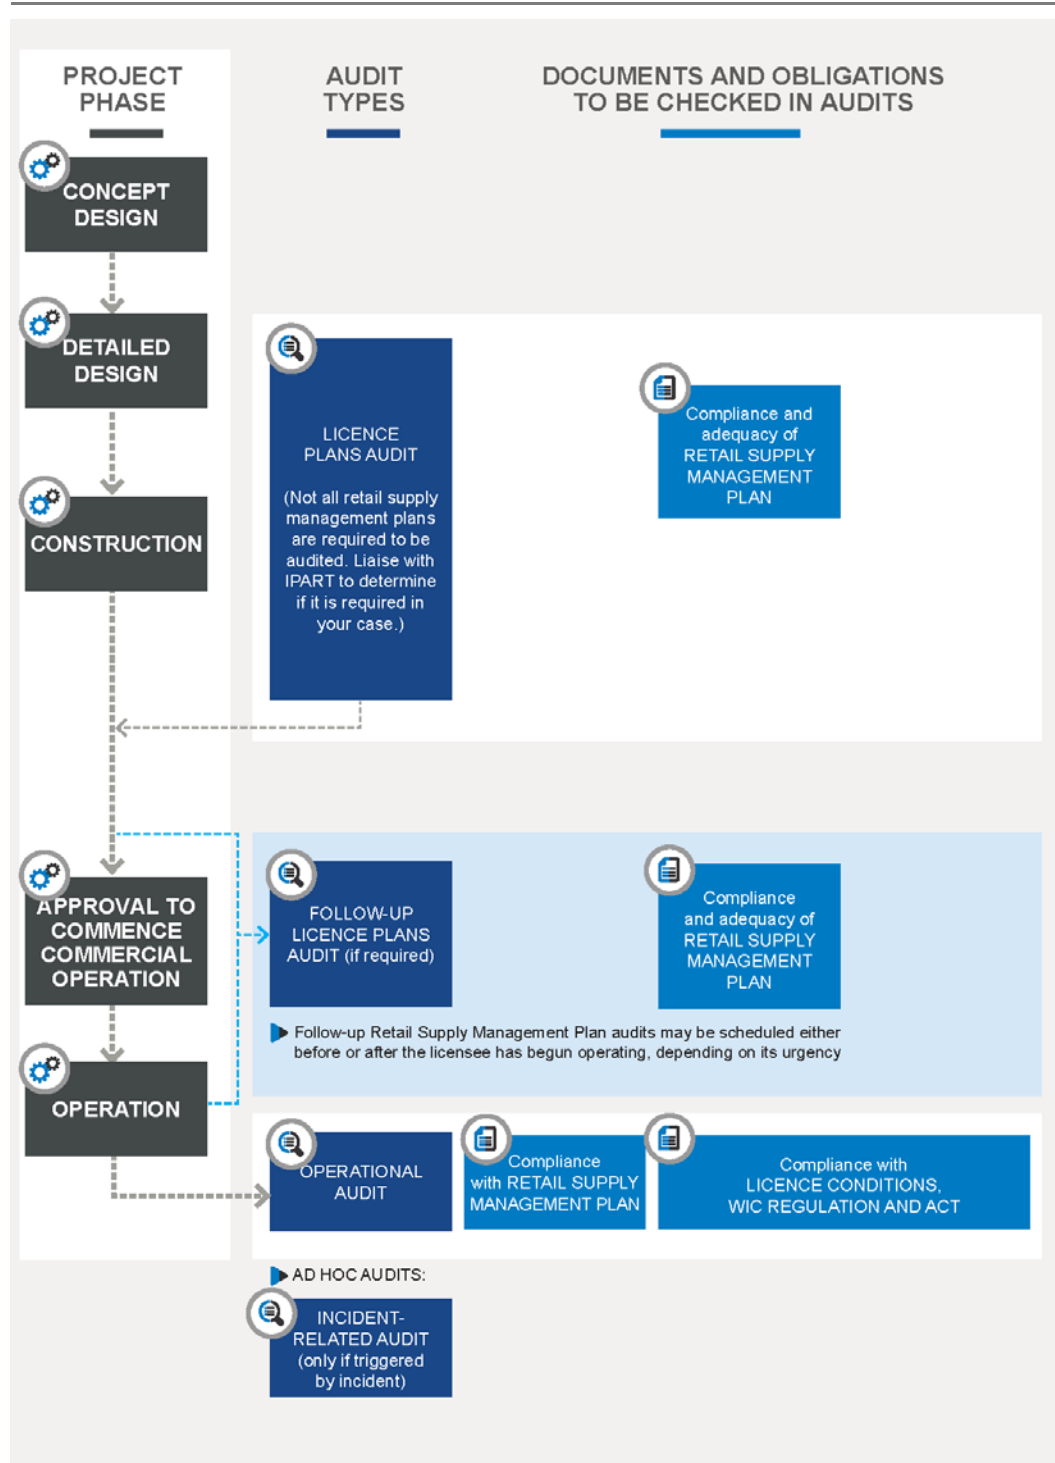 PROJECT
PHASE
AUDIT
TYPES
DOCUMENTS AND OBLIGATIONS
TO BE CHECKED IN AUDITS
CONCEPT
DESIGN
DETAILED
DESIGN
CONSTRUCTION
LICENCE
PLANS AUDIT
(Not all retail supply
management plans
are required to be
audited. Liaise with
IPART to determine
if it is required in
your case.)
Compliance and
adequacy of
RETAIL SUPPLY
MANAGEMENT
PLAN
APPROVAL TO
COMMENCE
COMMERCIAL
OPERATION
FOLLOW-UP
LICENCE PLANS
AUDIT (if required)
Compliance
and adequacy of
RETAIL SUPPLY
MANAGEMENT
PLAN
Follow-up Retail Supply Management Plan audits may be scheduled either
before or after the licensee has begun operating, depending on its urgency
OPERATION
OPERATIONAL
AUDIT
Compliance
with RETAIL SUPPLY
MANAGEMENT PLAN
Compliance with
LICENCE CONDITIONS,
WIC REGULATION AND ACT
AD HOC AUDITS:
INCIDENT-
RELATED AUDIT
(only if triggered
by incident)